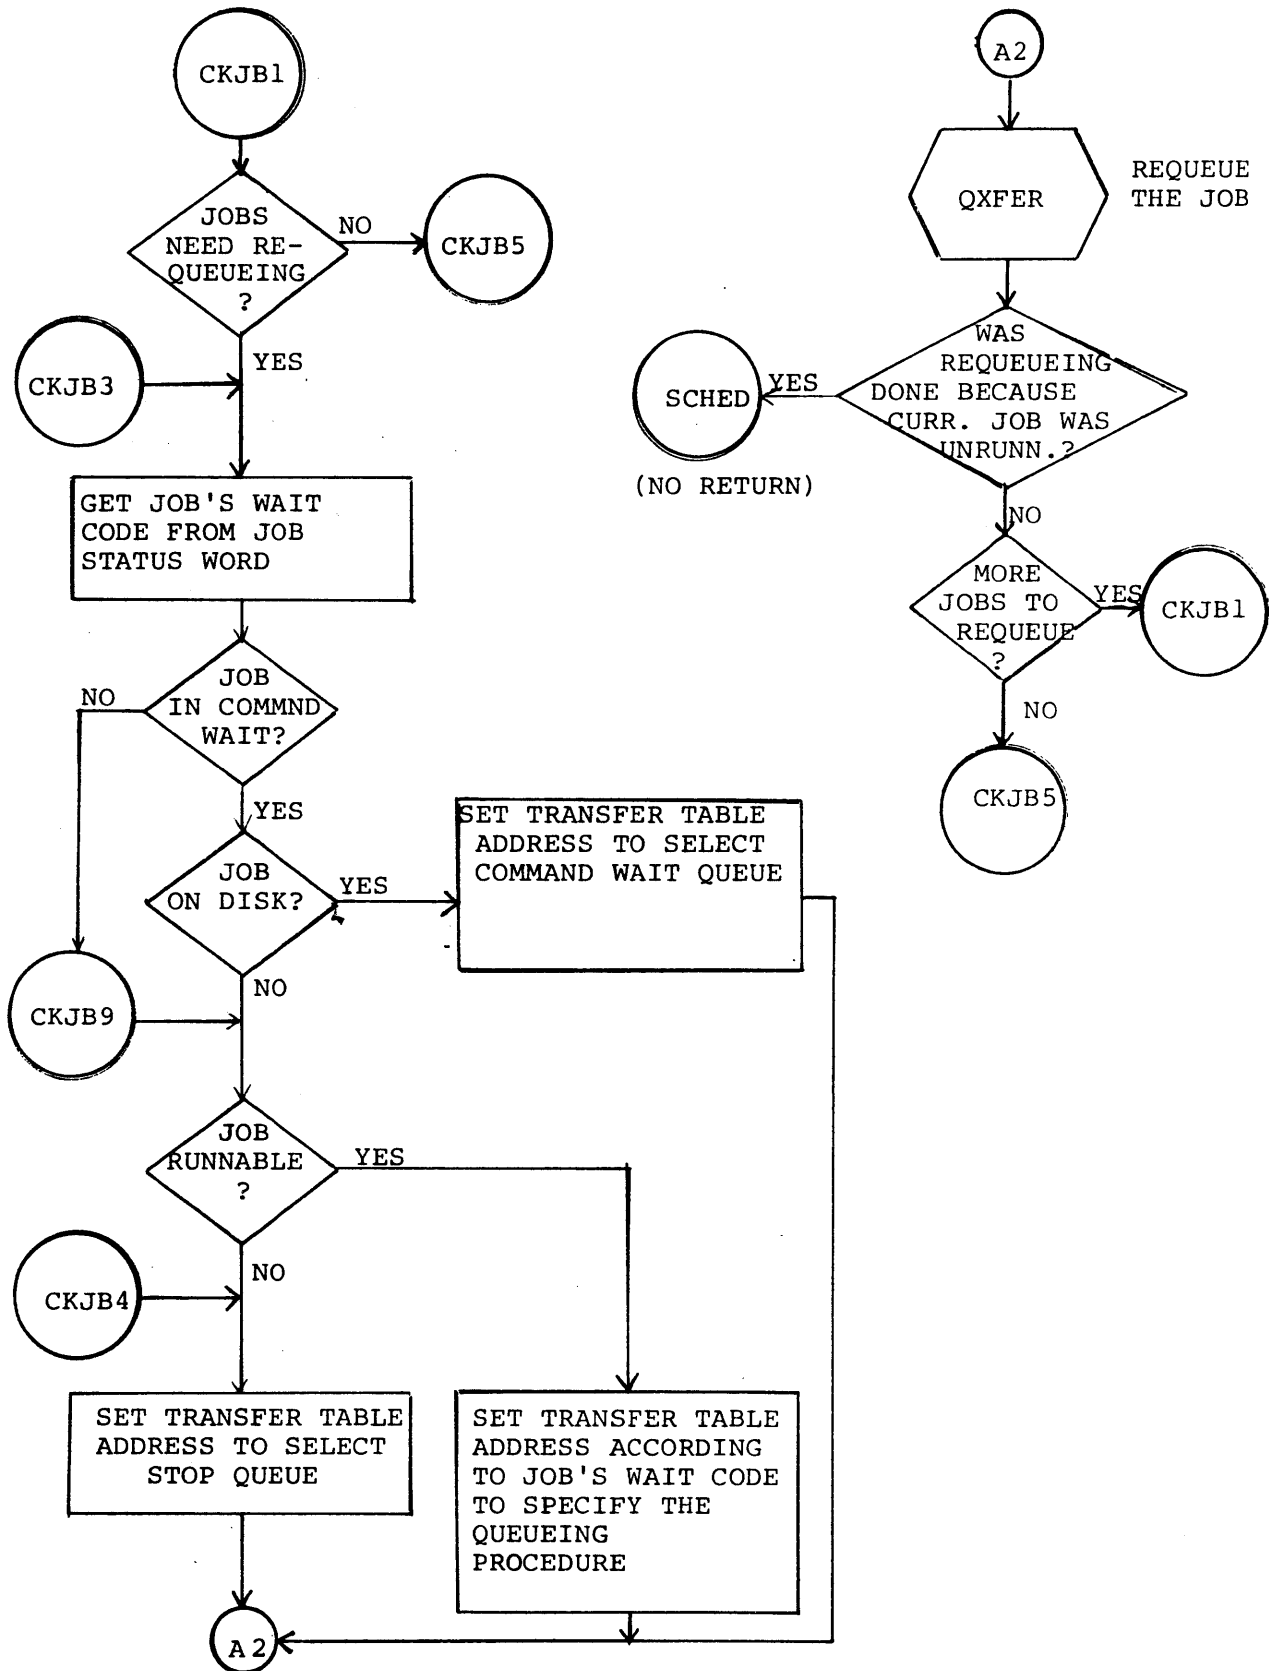 CKJB1
JOBS
NEED RE-
QUEUEING
?
NO
CKJB5
YES
CKJB3
GET JOB'S WAIT
CODE FROM JOB
STATUS WORD
JOB
IN COMMND
WAIT?
NO
YES
JOB
ON DISK?
YES
SET TRANSFER TABLE
ADDRESS TO SELECT
COMMAND WAIT QUEUE
NO
CKJB9
JOB
RUNNABLE
?
YES
NO
CKJB4
SET TRANSFER TABLE
ADDRESS TO SELECT
STOP QUEUE
SET TRANSFER TABLE
ADDRESS ACCORDING
TO JOB'S WAIT CODE
TO SPECIFY THE
QUEUEING
PROCEDURE
A2
A2
QXFER
REQUEUE
THE JOB
WAS
REQUEUEING
DONE BECAUSE
CURR. JOB WAS
UNRUNN.?
YES
SCHED
(NO RETURN)
NO
MORE
JOBS TO
REQUEUE
?
YES
CKJB1
NO
CKJB5